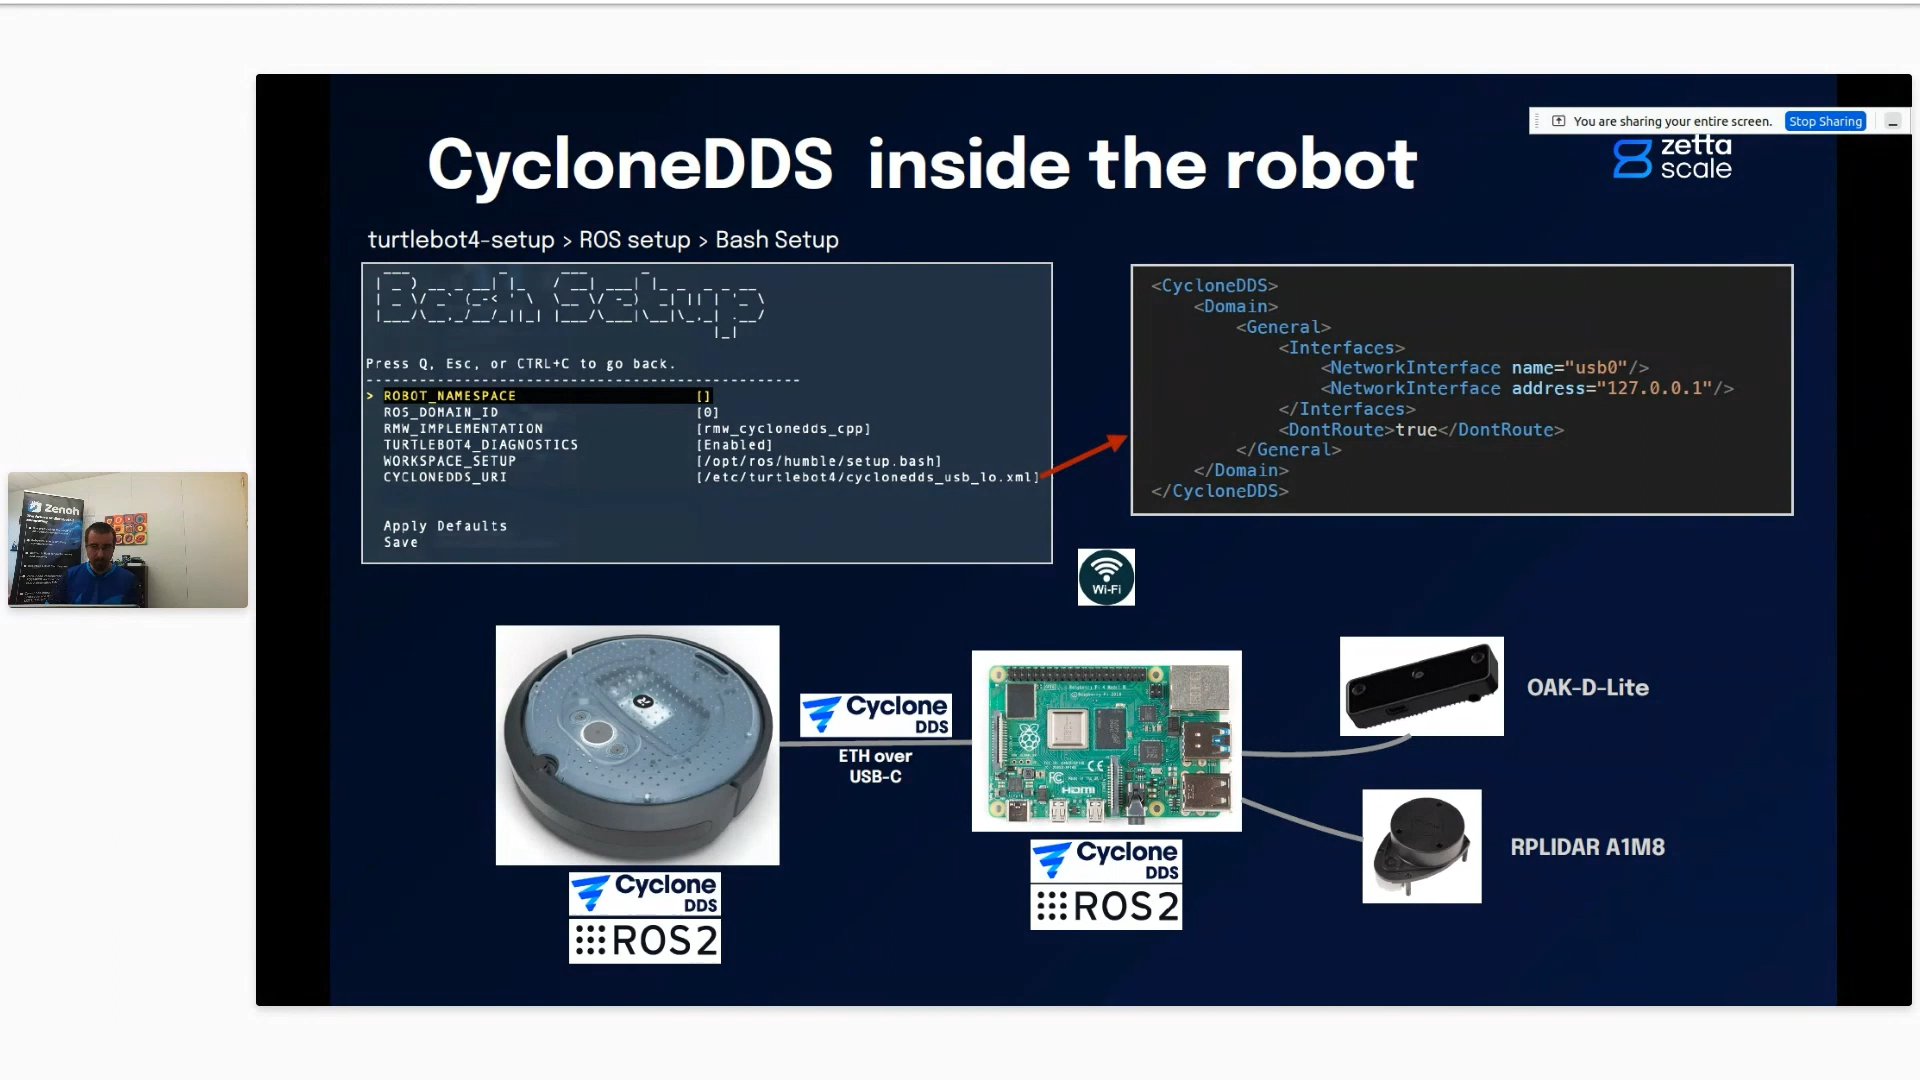 You are sharing your entire screen. Stop Sharing
CycloneDDS inside the robot
zetta
scale
turtlebot4-setup > ROS setup > Bash Setup
Bash Setup
Press Q, Esc, or CTRL+C to go back.
> ROBOT_NAMESPACE []
ROS_DOMAIN_ID [0]
RMW_IMPLEMENTATION [rmw_cyclonedds_cpp]
TURTLEBOT4_DIAGNOSTICS [Enabled]
WORKSPACE_SETUP [/opt/ros/humble/setup.bash]
CYCLONEDDS_URI [/etc/turtlebot4/cyclonedds_usb_lo.xml]
Apply Defaults
Save
<CycloneDDS>
<Domain>
<General>
<Interfaces>
<NetworkInterface name="usb0"/>
<NetworkInterface address="127.0.0.1"/>
</Interfaces>
<DontRoute>true</DontRoute>
</General>
</Domain>
</CycloneDDS>
Zenoh
Wi-Fi
Cyclone
DDS
ETH over
USB-C
HDMI
OAK-D-Lite
RPLIDAR A1M8
Cyclone
DDS
ROS2
Cyclone
DDS
ROS2